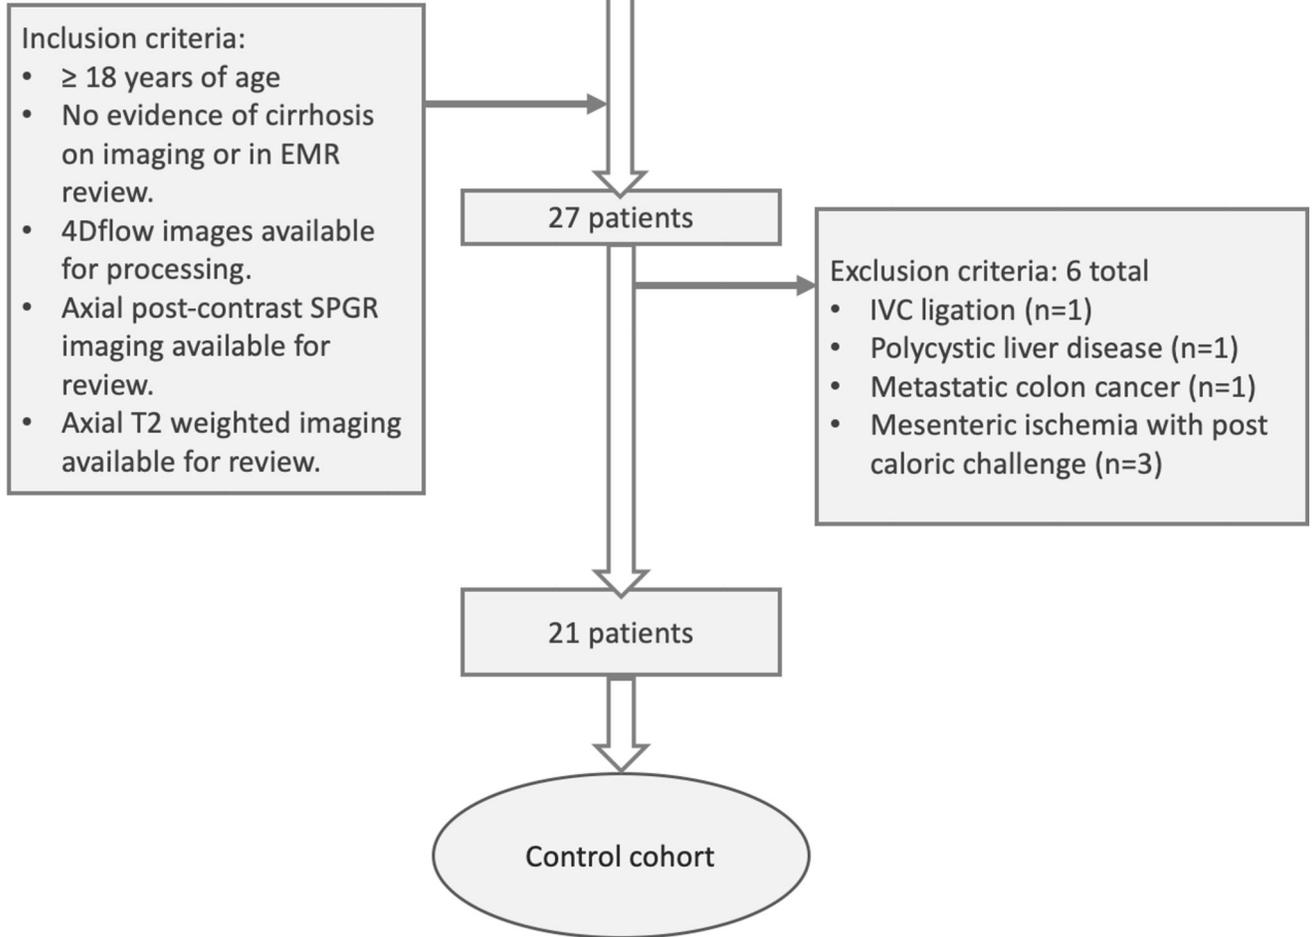 Inclusion criteria:
• ≥ 18 years of age
• No evidence of cirrhosis
on imaging or in EMR
review.
• 4Dflow images available
for processing.
• Axial post-contrast SPGR
imaging available for
review.
• Axial T2 weighted imaging
available for review.
27 patients
Exclusion criteria: 6 total
• IVC ligation (n=1)
• Polycystic liver disease (n=1)
• Metastatic colon cancer (n=1)
• Mesenteric ischemia with post
caloric challenge (n=3)
21 patients
Control cohort